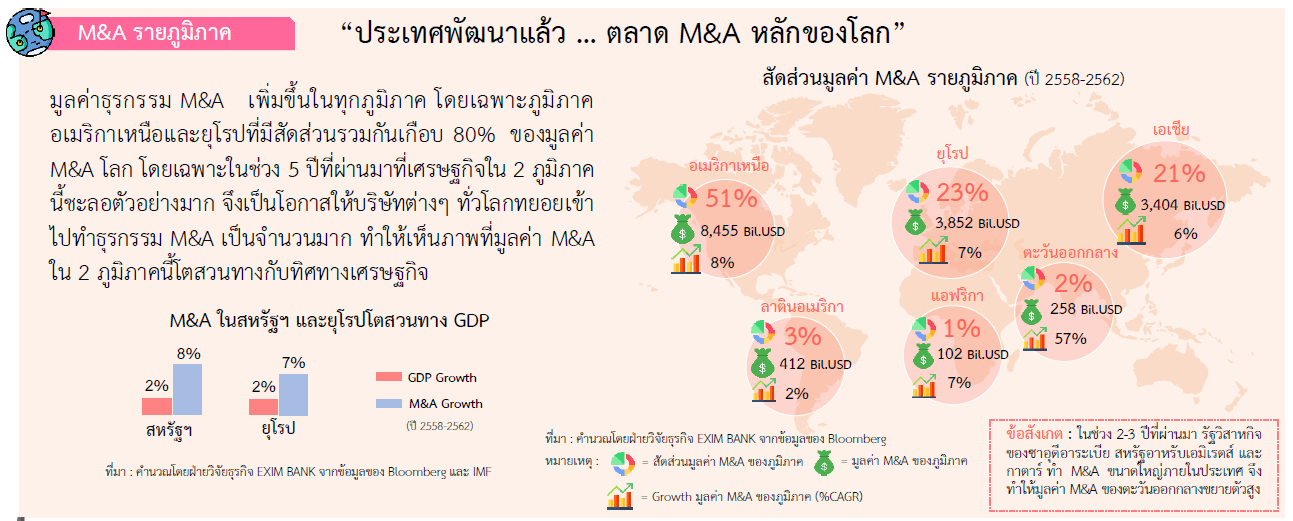 M&A รายภูมิภาค
“ประเทศพัฒนาแล้ว ... ตลาด M&A หลักของโลก”
มูลค่าธุรกรรม M&A เพิ่มขึ้นในทุกภูมิภาค โดยเฉพาะภูมิภาค
อเมริกาเหนือและยุโรปที่มีสัดส่วนรวมกันเกือบ 80% ของมูลค่า
M&A โลก โดยเฉพาะในช่วง 5 ปีที่ผ่านมาที่เศรษฐกิจใน 2 ภูมิภาค
นี้ชะลอตัวอย่างมาก จึงเป็นโอกาสให้บริษัทต่างๆ ทั่วโลกทยอยเข้า
ไปทำธุรกรรม M&A เป็นจำนวนมาก ทำให้เห็นภาพที่มูลค่า M&A
ใน 2 ภูมิภาคนี้โตสวนทางกับทิศทางเศรษฐกิจ
M&A ในสหรัฐฯ และยุโรปโตสวนทาง GDP
2%
8%
2%
7%
สหรัฐฯ
ยุโรป
GDP Growth
M&A Growth
(ปี 2558-2562)
ที่มา : คำนวณโดยฝ่ายวิจัยธุรกิจ EXIM BANK จากข้อมูลของ Bloomberg และ IMF
สัดส่วนมูลค่า M&A รายภูมิภาค (ปี 2558-2562)
อเมริกาเหนือ
51%
8,455 Bil.USD
8%
ยุโรป
23%
3,852 Bil.USD
7%
เอเชีย
21%
3,404 Bil.USD
6%
ตะวันออกกลาง
2%
258 Bil.USD
57%
ลาตินอเมริกา
3%
412 Bil.USD
2%
แอฟริกา
1%
102 Bil.USD
7%
ที่มา : คำนวณโดยฝ่ายวิจัยธุรกิจ EXIM BANK จากข้อมูลของ Bloomberg
หมายเหตุ : = สัดส่วนมูลค่า M&A ของภูมิภาค = มูลค่า M&A ของภูมิภาค
= Growth มูลค่า M&A ของภูมิภาค (%CAGR)
ข้อสังเกต : ในช่วง 2-3 ปีที่ผ่านมา รัฐวิสาหกิจ
ของซาอุดีอาระเบีย สหรัฐอาหรับเอมิเรตส์ และ
กาตาร์ ทำ M&A ขนาดใหญ่ภายในประเทศ จึง
ทำให้มูลค่า M&A ของตะวันออกกลางขยายตัวสูง